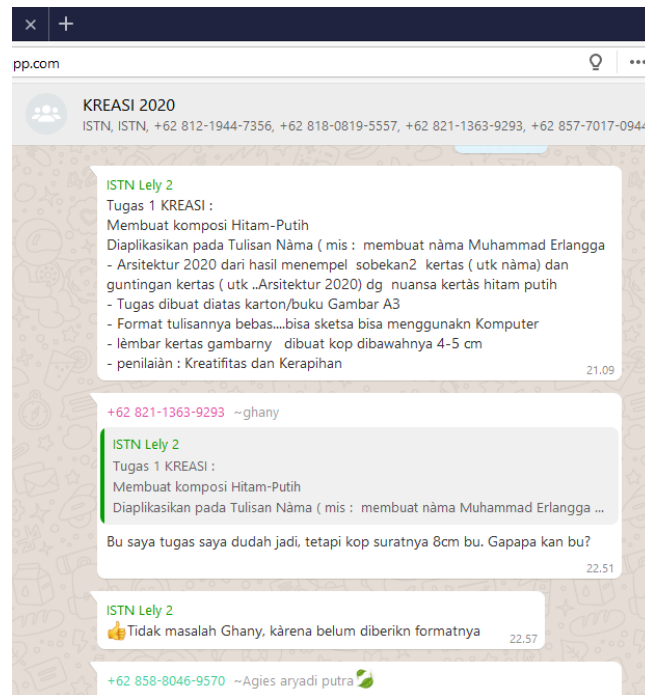 pp.com
KREASI 2020
ISTN, ISTN, +62 812-1944-7356, +62 818-0819-5557, +62 821-1363-9293, +62 857-7017-0944
ISTN Lely 2
Tugas 1 KREASI :
Membuat komposi Hitam-Putih
Diaplikasikan pada Tulisan Nàma ( mis : membuat nàma Muhammad Erlangga
- Arsitektur 2020 dari hasil menempel sobekan2 kertas ( utk nàma) dan
guntingan kertas ( utk ..Arsitektur 2020) dg nuansa kertàs hitam putih
- Tugas dibuat diatas karton/buku Gambar A3
- Format tulisannya bebas....bisa sketsa bisa menggunakn Komputer
- lèmbar kertas gambarny dibuat kop dibawahnya 4-5 cm
- penilaiàn : Kreatifitas dan Kerapihan
21.09
+62 821-1363-9293 ~ghany
ISTN Lely 2
Tugas 1 KREASI :
Membuat komposi Hitam-Putih
Diaplikasikan pada Tulisan Nàma ( mis : membuat nàma Muhammad Erlangga ...
Bu saya tugas saya dudah jadi, tetapi kop suratnya 8cm bu. Gapapa kan bu?
22.51
ISTN Lely 2
👍Tidak masalah Ghany, kàrena belum diberikn formatnya
22.57
+62 858-8046-9570 ~Agies aryadi putra🍃